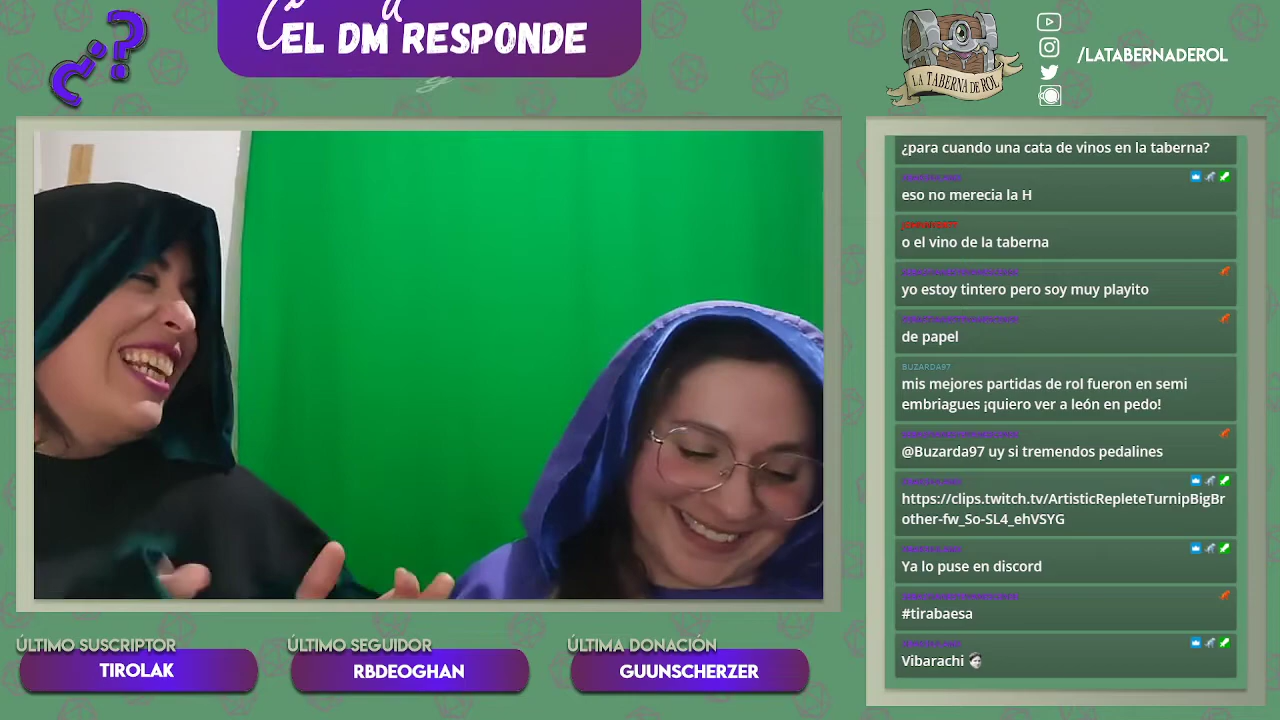 ¿?
EL DM RESPONDE
LA TABERNA DE ROL
/LATABERNADEROL
¿para cuando una cata de vinos en la taberna?
eso no merecia la H
o el vino de la taberna
yo estoy tintero pero soy muy playito
de papel
BUZARDA97
mis mejores partidas de rol fueron en semi
embriagues ¡quiero ver a león en pedo!
@Buzarda97 uy si tremendos pedalines
https://clips.twitch.tv/ArtisticRepleteTurnipBigBr
other-fw_So-SL4_ehVSYG
Ya lo puse en discord
#tirabaesa
Vibarachi
ÚLTIMO SUSCRIPTOR
TIROLAK
ÚLTIMO SEGUIDOR
RBDEOGHAN
ÚLTIMA DONACIÓN
GUUNSCHERZER